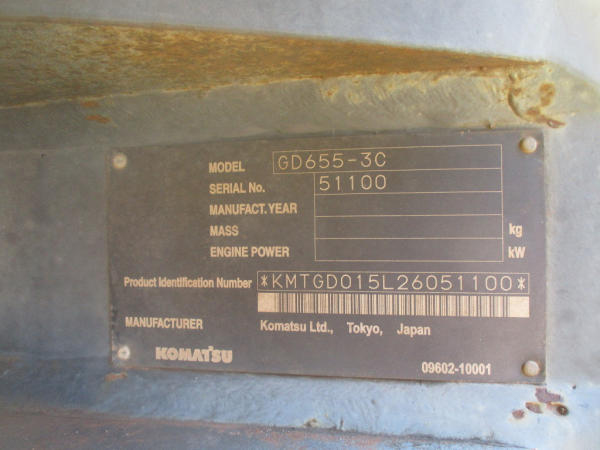 MODEL GD655-3C
SERIAL No. 51100
MANUFACT.YEAR
MASS kg
ENGINE POWER kW
Product Identification Number *KMTGD015L26051100*
MANUFACTURER Komatsu Ltd., Tokyo, Japan
KOMATSU 09602-10001